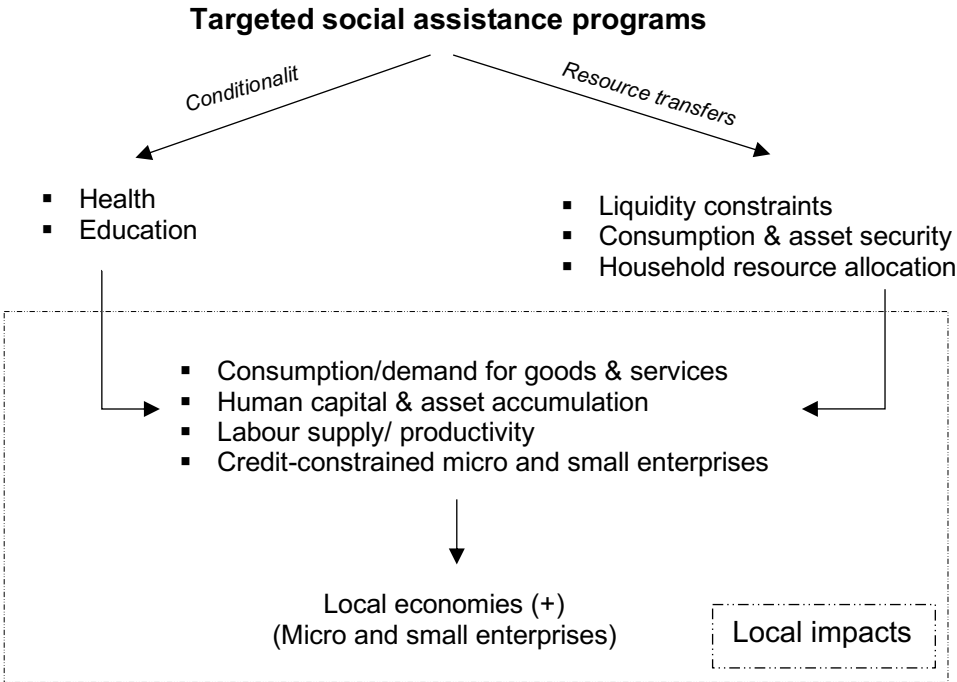 Targeted social assistance programs
Conditionalit
Resource transfers
▪ Health
▪ Education
▪ Liquidity constraints
▪ Consumption & asset security
▪ Household resource allocation
▪ Consumption/demand for goods & services
▪ Human capital & asset accumulation
▪ Labour supply/ productivity
▪ Credit-constrained micro and small enterprises
Local economies (+)
(Micro and small enterprises)
Local impacts